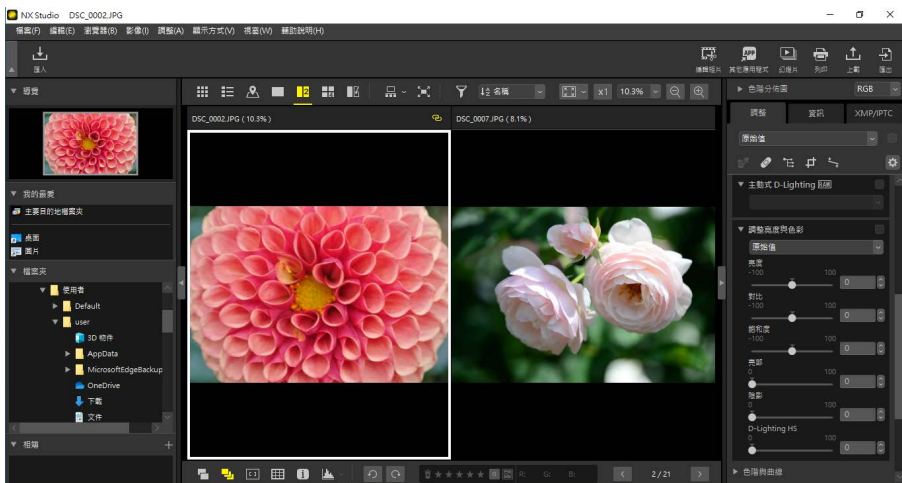 NX Studio DSC_0002.JPG
檔案(F) 編輯(E) 瀏覽器(B) 影像(I) 調整(A) 顯示方式(V) 視窗(W) 輔助說明(H)
匯入
編輯短片 其他應用程式 幻燈片 列印 上載 匯出
導覽
我的最愛
主要目的地檔案夾
桌面
圖片
檔案夾
使用者
Default
user
3D 物件
AppData
MicrosoftEdgeBackup
OneDrive
下載
文件
相簿
名稱 x1 10.3%
DSC_0002.JPG (10.3%) DSC_0007.JPG (8.1%)
R: G: B: 2/21
色階分佈圖 RGB
調整 資訊 XMP/IPTC
原始值
主動式 D-Lighting RAW
調整亮度與色彩
原始值
亮度
-100 100
0
對比
-100 100
0
飽和度
-100 100
0
亮部
0 100
0
陰影
0 100
0
D-Lighting HS
0 100
0
色階與曲線